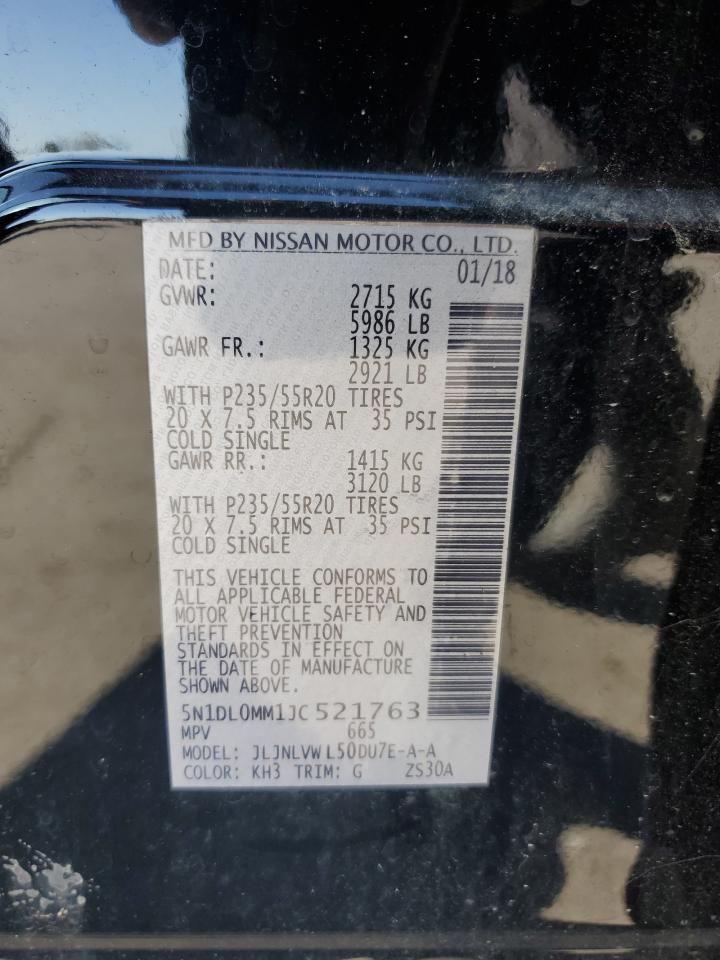 MFD BY NISSAN MOTOR CO., LTD.
DATE: 01/18
GVWR: 2715 KG
5986 LB
GAWR FR.: 1325 KG
2921 LB
WITH P235/55R20 TIRES
20 X 7.5 RIMS AT 35 PSI
COLD SINGLE
GAWR RR.: 1415 KG
3120 LB
WITH P235/55R20 TIRES
20 X 7.5 RIMS AT 35 PSI
COLD SINGLE
THIS VEHICLE CONFORMS TO
ALL APPLICABLE FEDERAL
MOTOR VEHICLE SAFETY AND
THEFT PREVENTION
STANDARDS IN EFFECT ON
THE DATE OF MANUFACTURE
SHOWN ABOVE.
5N1DL0MM1JC521763
MPV 665
MODEL: JLJNLVWL50DU7E-A-A
COLOR: KH3 TRIM: G ZS30A